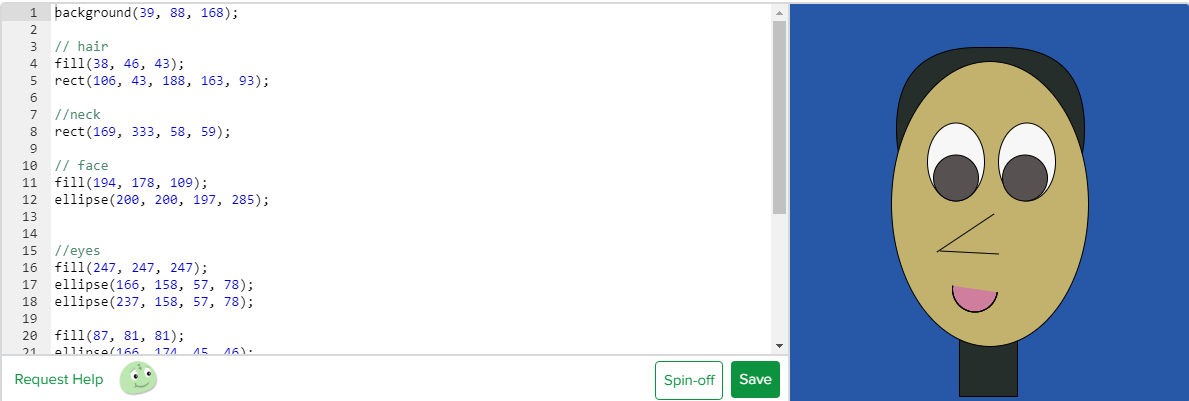 1 background(39, 88, 168);
2
3 // hair
4 fill(38, 46, 43);
5 rect(106, 43, 188, 163, 93);
6
7 //neck
8 rect(169, 333, 58, 59);
9
10 // face
11 fill(194, 178, 109);
12 ellipse(200, 200, 197, 285);
13
14
15 //eyes
16 fill(247, 247, 247);
17 ellipse(166, 158, 57, 78);
18 ellipse(237, 158, 57, 78);
19
20 fill(87, 81, 81);
21 ellipse(166, 174, 45, 46);
Request Help Spin-off Save